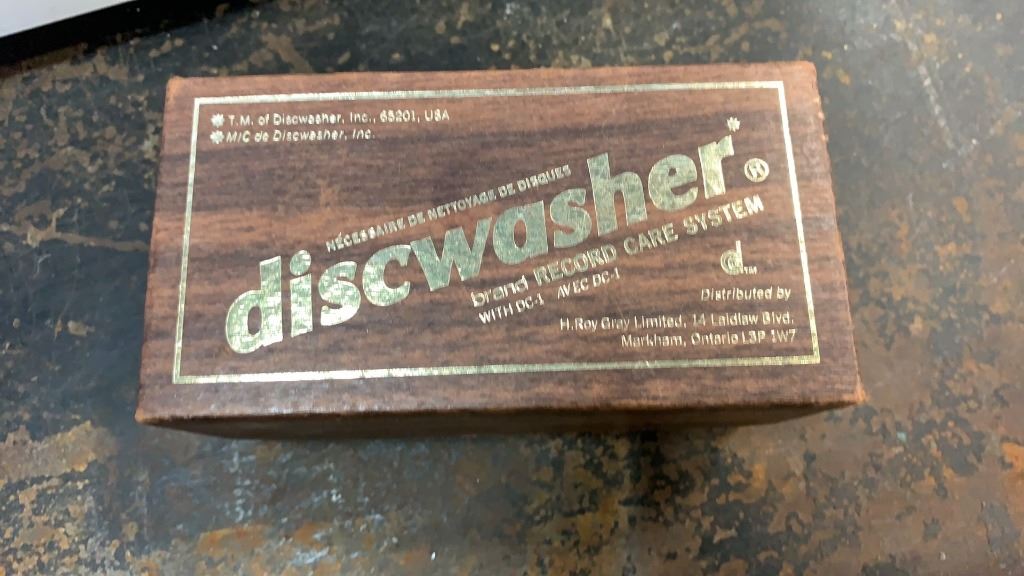 ✽ T.M. of Discwasher, Inc., 65201, USA
✽ M/C de Discwasher, Inc.
NÉCESSAIRE DE NETTOYAGE DE DISQUES
discwasher*®
brand RECORD CARE SYSTEM
WITH DC-1 AVEC DC-1
d TM
Distributed by
H. Roy Gray Limited, 14 Laidlaw Blvd.
Markham, Ontario L3P 1W7